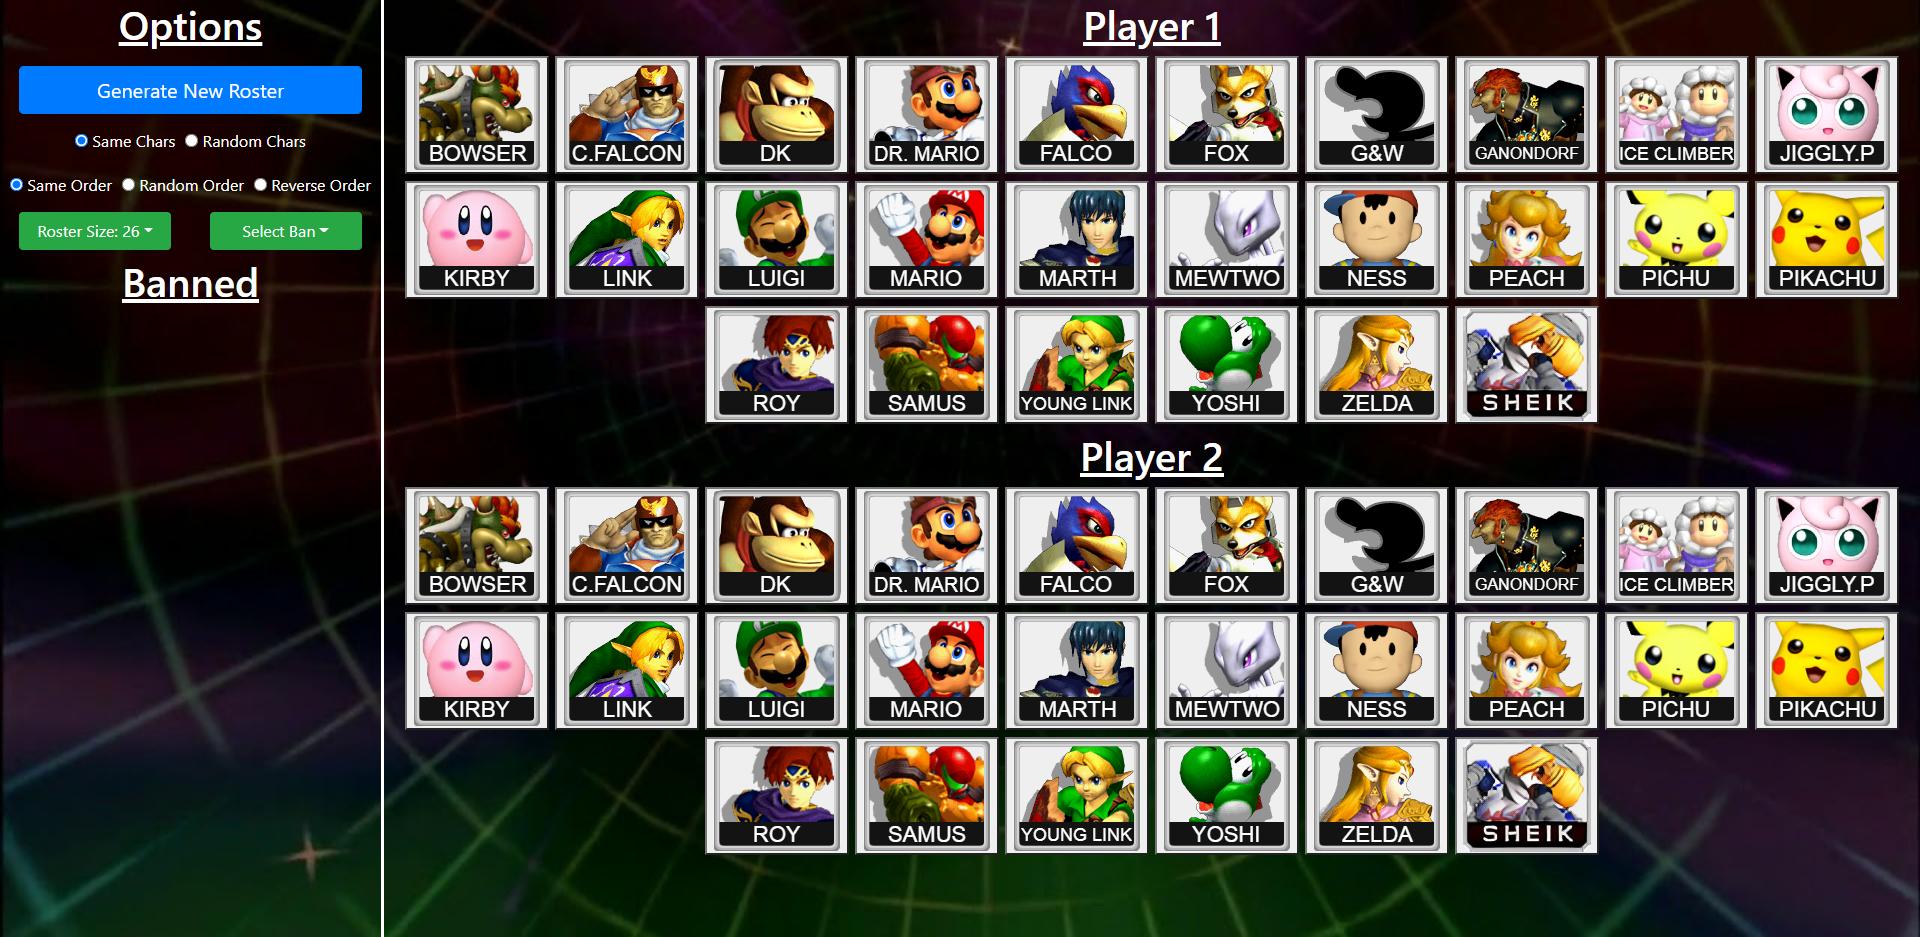 Options
Generate New Roster
Same Chars Random Chars
Same Order Random Order Reverse Order
Roster Size: 26 Select Ban
Banned
Player 1
BOWSER C.FALCON DK DR. MARIO FALCO FOX G&W GANONDORF ICE CLIMBER JIGGLY.P
KIRBY LINK LUIGI MARIO MARTH MEWTWO NESS PEACH PICHU PIKACHU
ROY SAMUS YOUNG LINK YOSHI ZELDA SHEIK
Player 2
BOWSER C.FALCON DK DR. MARIO FALCO FOX G&W GANONDORF ICE CLIMBER JIGGLY.P
KIRBY LINK LUIGI MARIO MARTH MEWTWO NESS PEACH PICHU PIKACHU
ROY SAMUS YOUNG LINK YOSHI ZELDA SHEIK